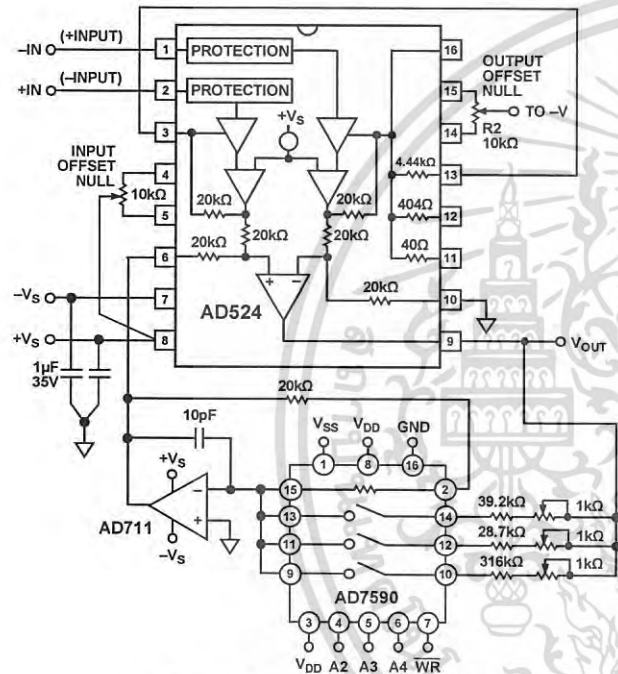 –IN (+INPUT)
+IN (–INPUT)
1
2
3
4
5
6
7
8
PROTECTION
PROTECTION
+VS
INPUT
OFFSET
NULL
10kΩ
20kΩ
20kΩ
20kΩ
20kΩ
20kΩ
20kΩ
4.44kΩ
404Ω
40Ω
16
15
14
13
12
11
10
9
OUTPUT
OFFSET
NULL
TO –V
R2
10kΩ
+
–
AD524
–VS
+VS
1µF
35V
VOUT
20kΩ
10pF
+VS
–
+
–VS
AD711
VSS
VDD
GND
1
8
16
15
2
13
14
11
12
9
10
39.2kΩ
1kΩ
28.7kΩ
1kΩ
316kΩ
1kΩ
AD7590
3
4
5
6
7
VDD
A2
A3
A4
WR